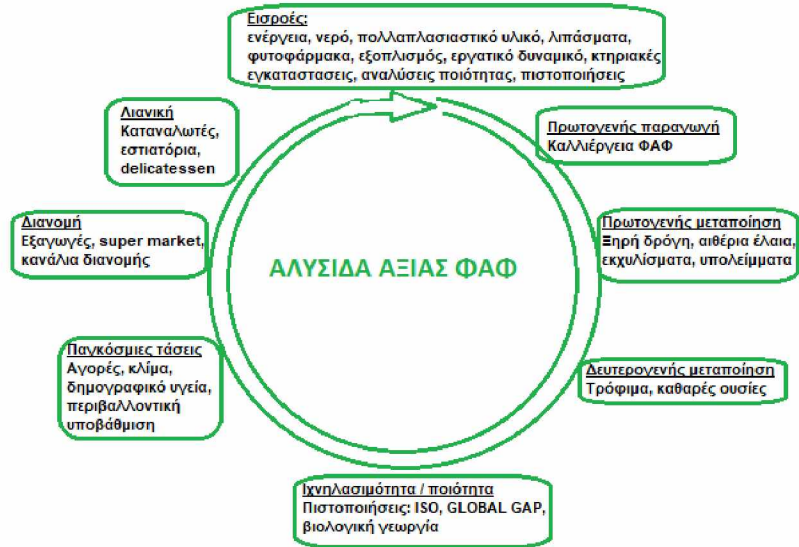 Εισροές:
ενέργεια, νερό, πολλαπλασιαστικό υλικό, λιπάσματα,
φυτοφάρμακα, εξοπλισμός, εργατικό δυναμικό, κτηριακές
εγκαταστασεις, αναλύσεις ποιότητας, πιστοποιήσεις
Πρωτογενής παραγωγή
Καλλιέργεια ΦΑΦ
Πρωτογενής μεταποίηση
Ξηρή δρόγη, αιθέρια έλαια,
εκχυλίσματα, υπολείμματα
Δευτερογενής μεταποίηση
Τρόφιμα, καθαρές ουσίες
Ιχνηλασιμότητα / ποιότητα
Πιστοποιήσεις: ISO, GLOBAL GAP,
βιολογική γεωργία
Παγκόσμιες τάσεις
Αγορές, κλίμα,
δημογραφικό υγεία,
περιβαλλοντική
υποβάθμιση
Διανομή
Εξαγωγές, super market,
κανάλια διανομής
Λιανική
Καταναλωτές,
εστιατόρια,
delicatessen
ΑΛΥΣΙΔΑ ΑΞΙΑΣ ΦΑΦ